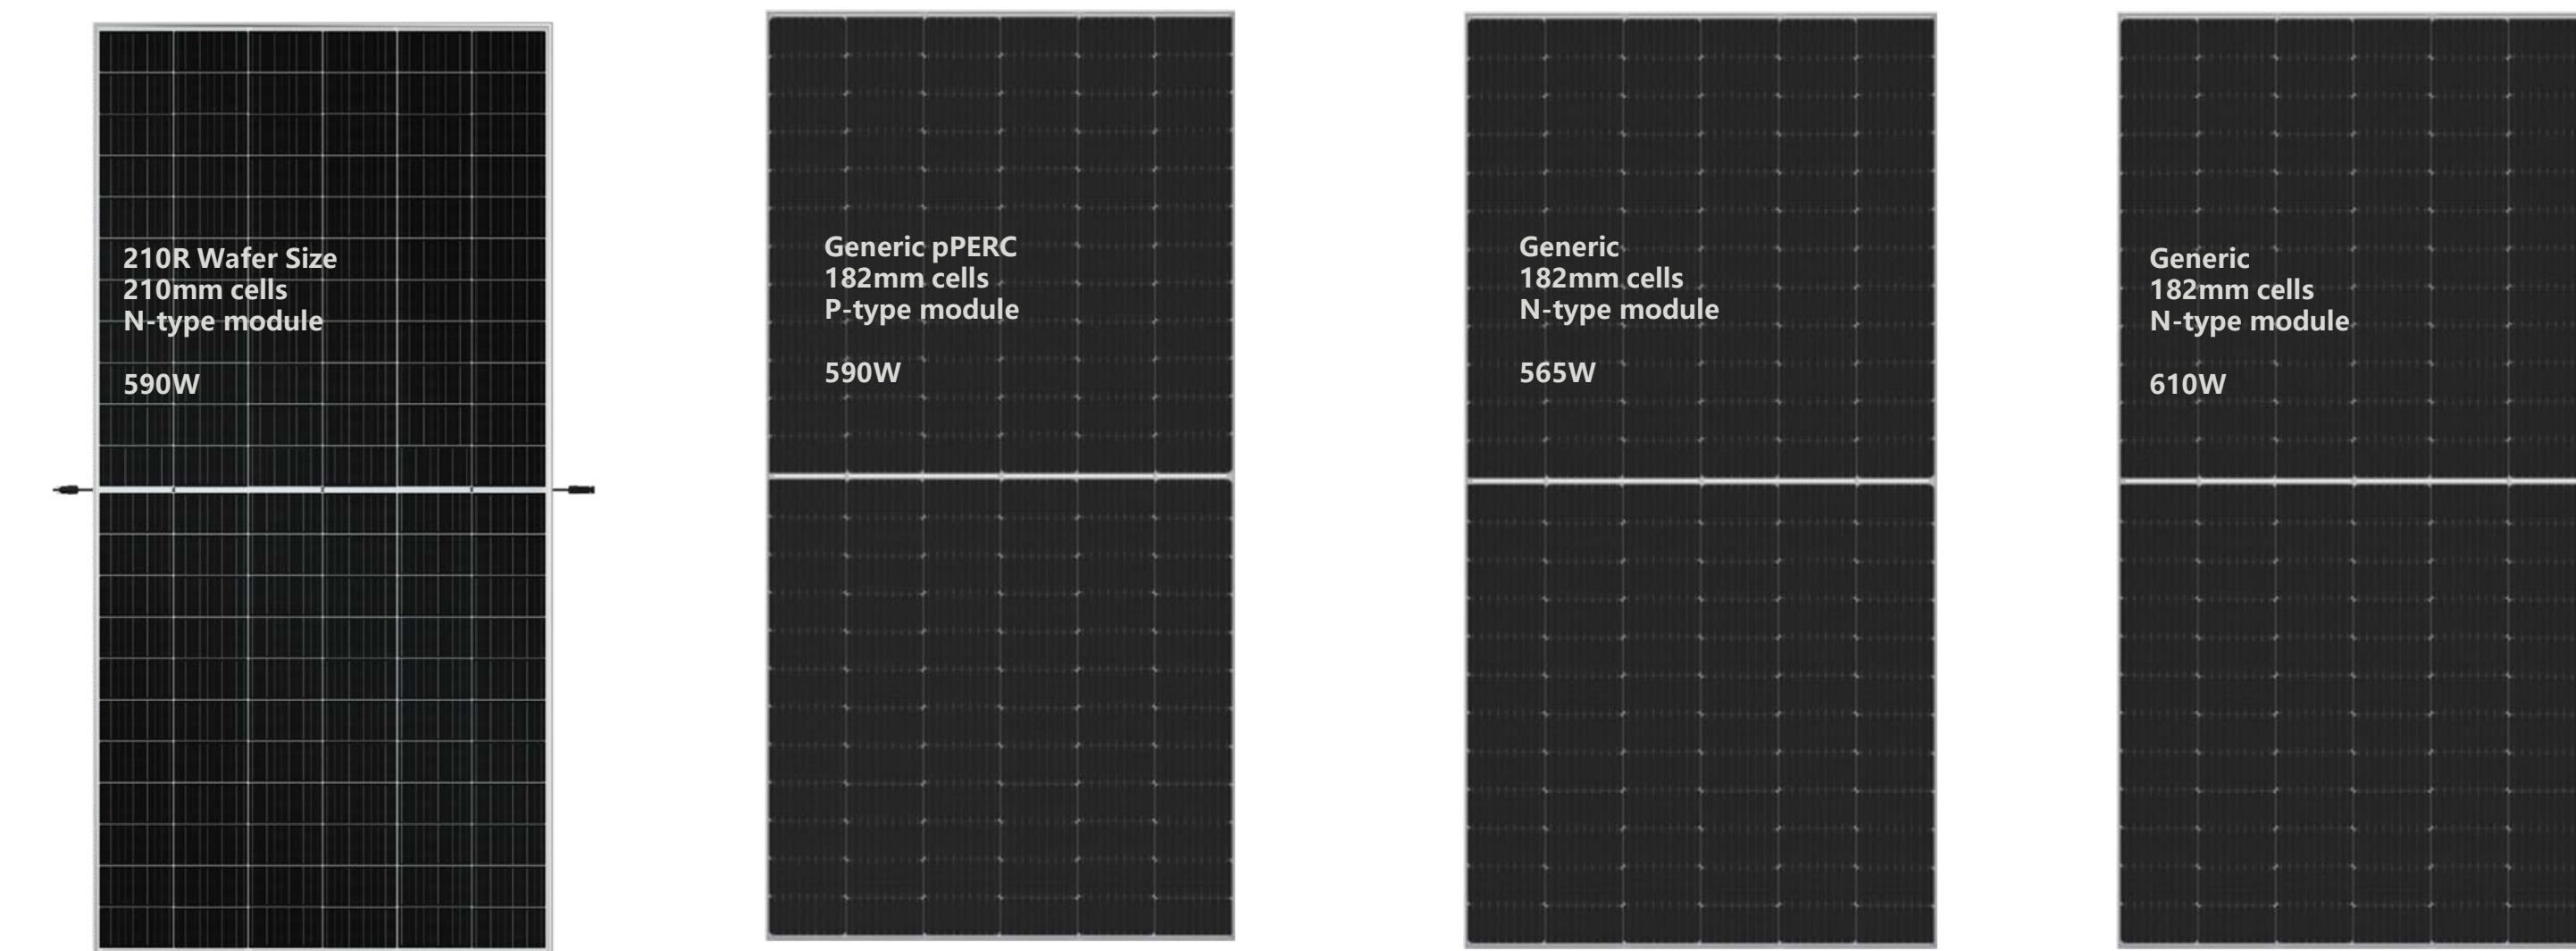 210R Wafer Size
210mm cells
N-type module
590W
Generic pPERC
182mm cells
P-type module
590W
Generic
182mm cells
N-type module
565W
Generic
182mm cells
N-type module
610W